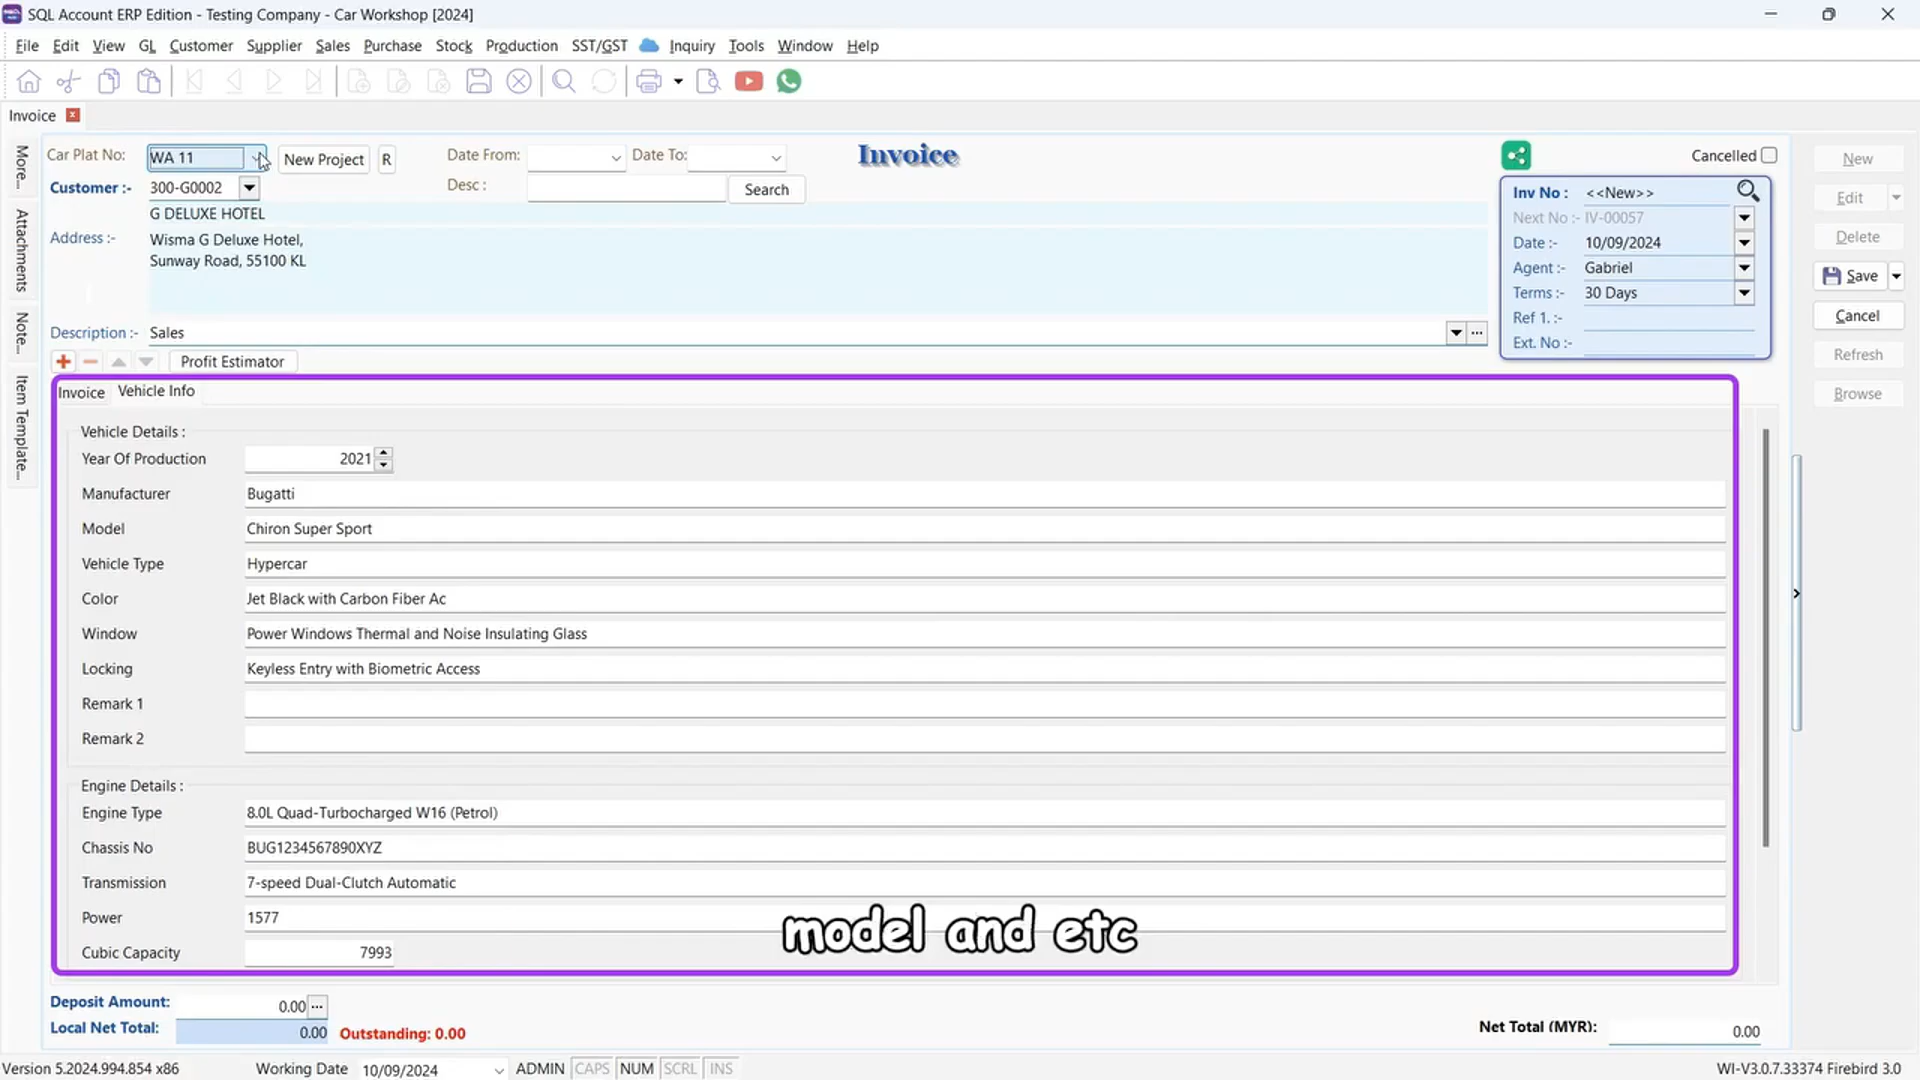 SQL Account ERP Edition - Testing Company - Car Workshop [2024]
File Edit View GL Customer Supplier Sales Purchase Stock Production SST/GST Inquiry Tools Window Help
Invoice
Car Plat No: WA 11 New Project R Date From: Date To: Invoice Cancelled New
Customer :- 300-G0002 Desc : Search Inv No : <<New>> Edit
G DELUXE HOTEL Next No :- IV-00057
Address :- Wisma G Deluxe Hotel, Date :- 10/09/2024 Delete
Sunway Road, 55100 KL Agent :- Gabriel Save
Terms :- 30 Days
Ref 1. :- Cancel
Description :- Sales Ext. No :-
Refresh
Profit Estimator
Browse
More...
Attachments
Note...
Item Template...
Invoice Vehicle Info
Vehicle Details :
Year Of Production 2021
Manufacturer Bugatti
Model Chiron Super Sport
Vehicle Type Hypercar
Color Jet Black with Carbon Fiber Ac
Window Power Windows Thermal and Noise Insulating Glass
Locking Keyless Entry with Biometric Access
Remark 1
Remark 2
Engine Details :
Engine Type 8.0L Quad-Turbocharged W16 (Petrol)
Chassis No BUG1234567890XYZ
Transmission 7-speed Dual-Clutch Automatic
Power 1577
model and etc
Cubic Capacity 7993
Deposit Amount: 0.00
Local Net Total: 0.00 Outstanding: 0.00 Net Total (MYR): 0.00
Version 5.2024.994.854 x86 Working Date 10/09/2024 ADMIN CAPS NUM SCRL INS WI-V3.0.7.33374 Firebird 3.0